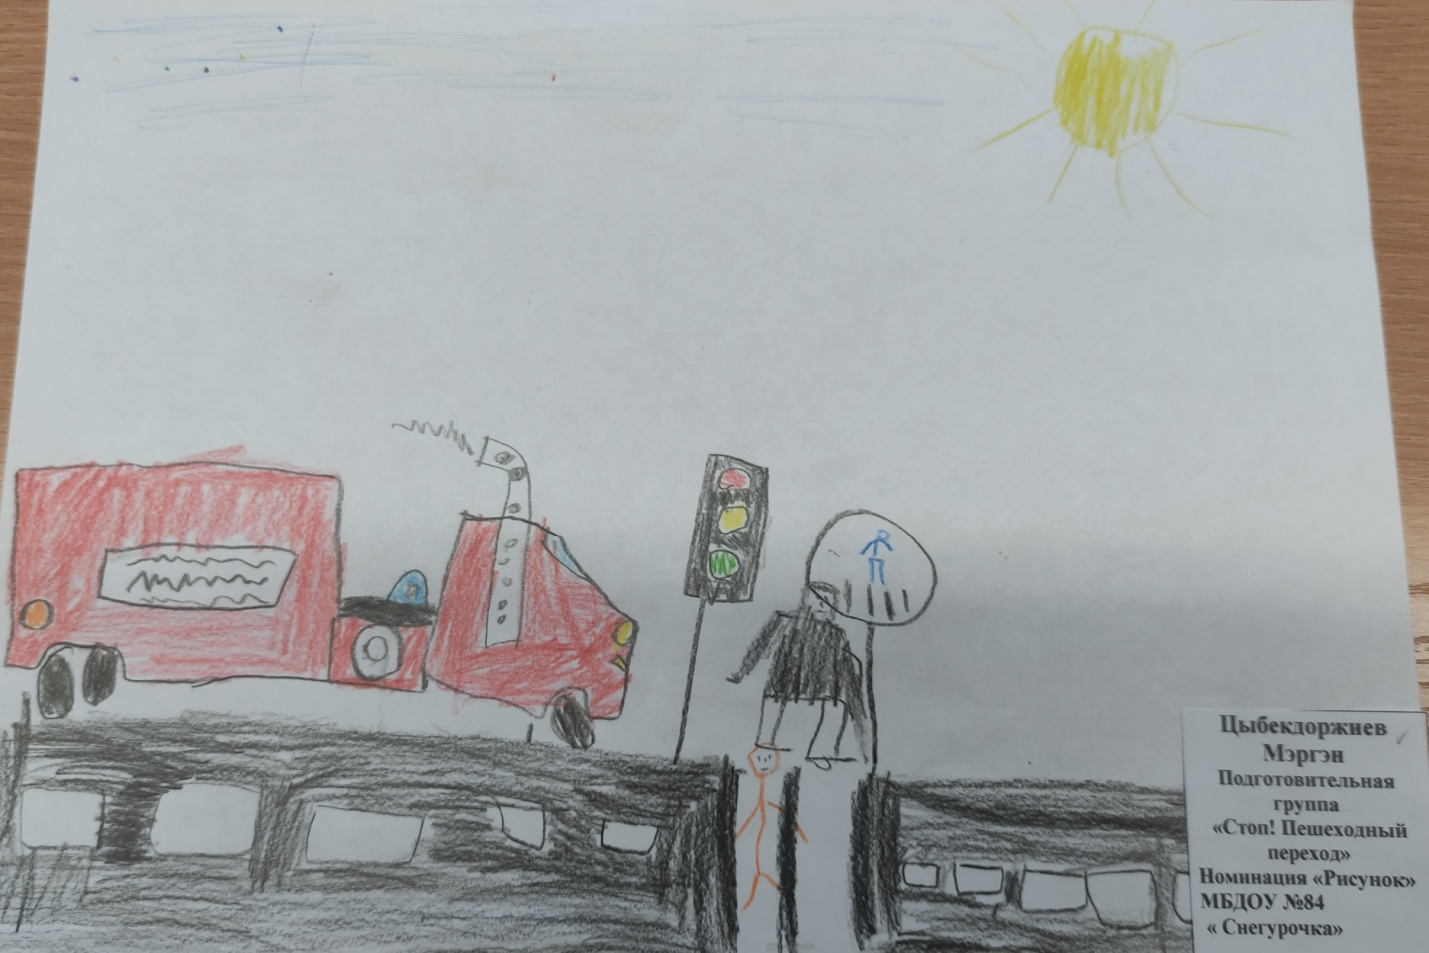 Цыбекдоржиев
Мэргэн
Подготовительная
группа
«Стоп! Пешеходный
переход»
Номинация «Рисунок»
МБДОУ №84
« Снегурочка»